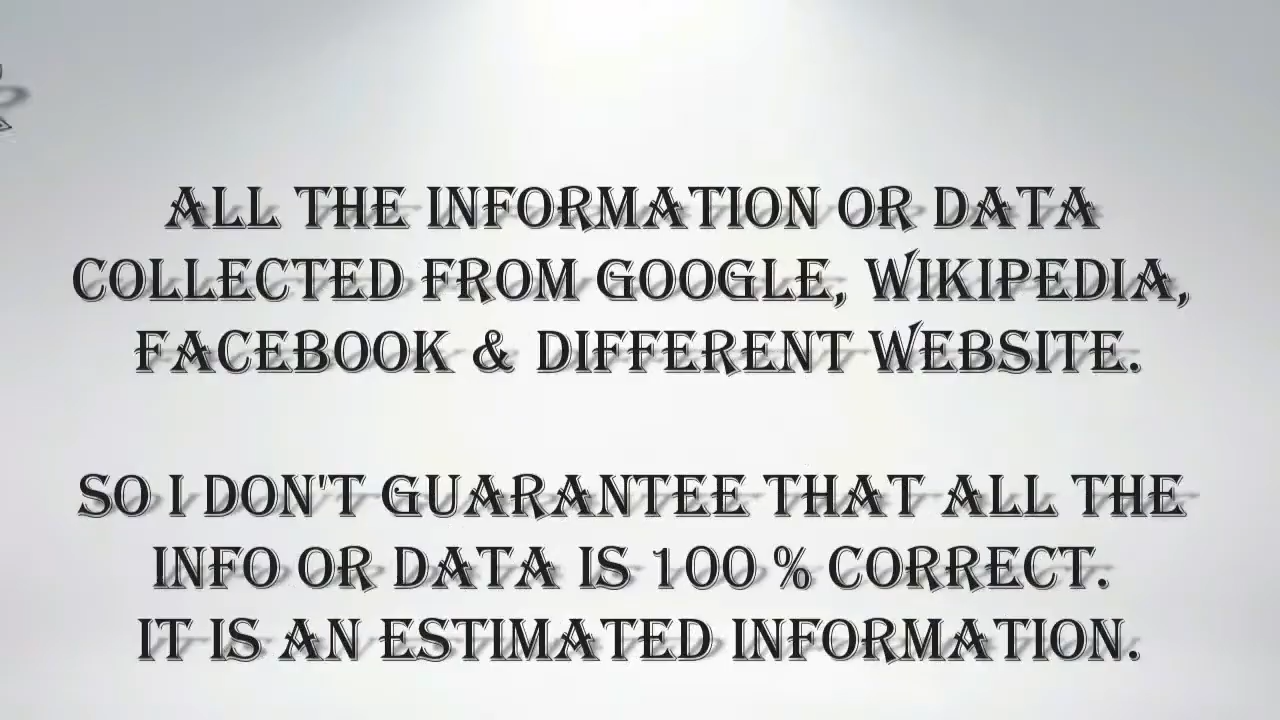 ALL THE INFORMATION OR DATA
COLLECTED FROM GOOGLE, WIKIPEDIA,
FACEBOOK & DIFFERENT WEBSITE.
SO I DON'T GUARANTEE THAT ALL THE
INFO OR DATA IS 100 % CORRECT.
IT IS AN ESTIMATED INFORMATION.